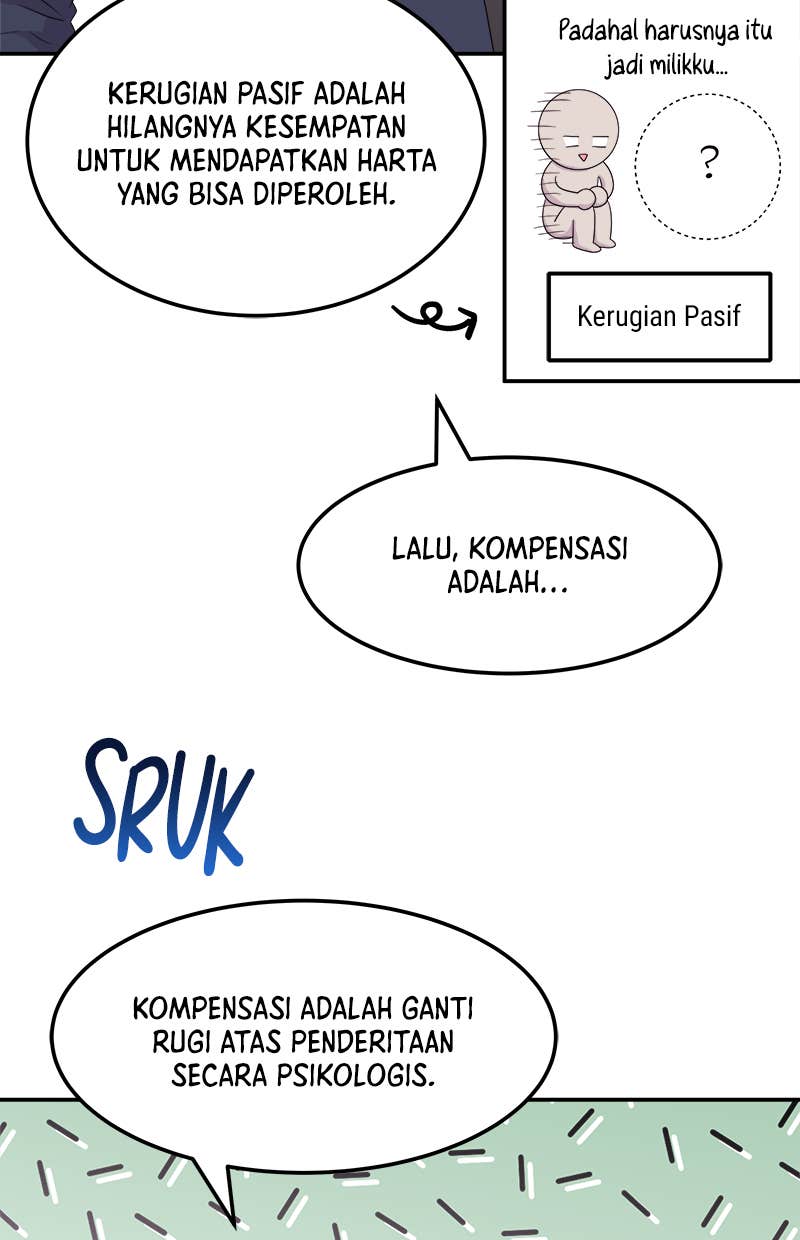 Padahal harusnya itu
jadi milikku...
KERUGIAN PASIF ADALAH
HILANGNYA KESEMPATAN
UNTUK MENDAPATKAN HARTA
YANG BISA DIPEROLEH.
?
Kerugian Pasif
LALU, KOMPENSASI
ADALAH...
SRUK
KOMPENSASI ADALAH GANTI
RUGI ATAS PENDERITAAN
SECARA PSIKOLOGIS.